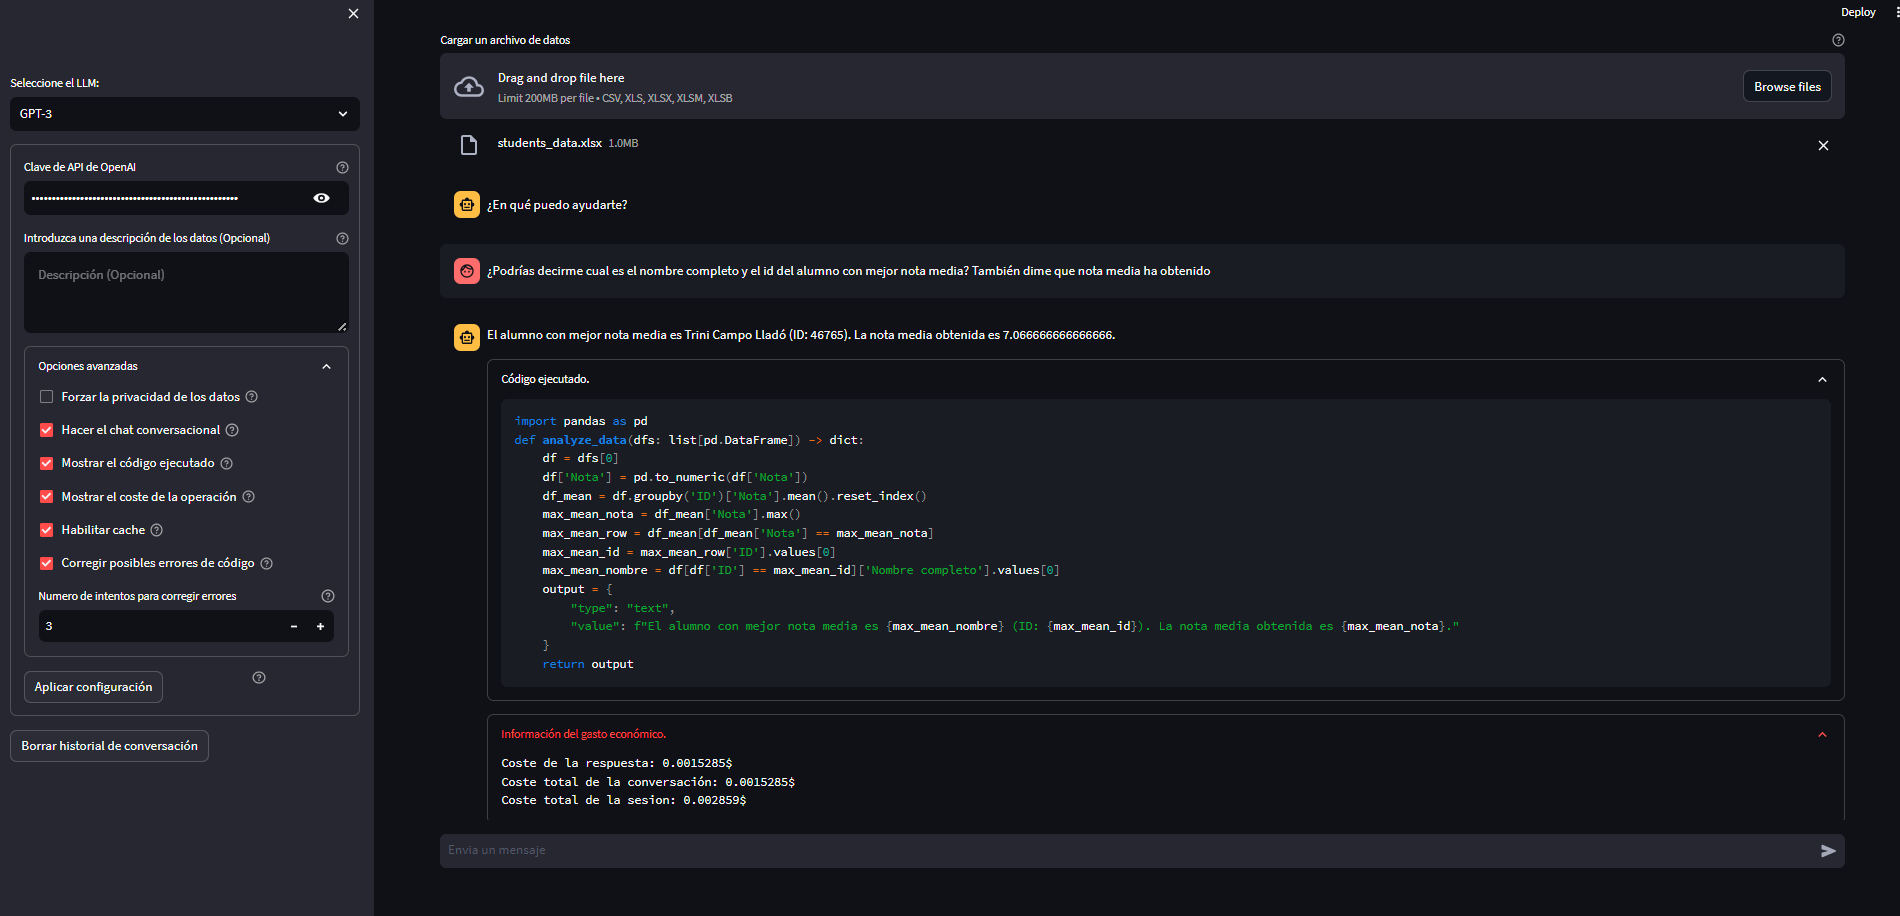 Seleccione el LLM:
GPT-3
Clave de API de OpenAI
Introduzca una descripción de los datos (Opcional)
Descripción (Opcional)
Opciones avanzadas
Forzar la privacidad de los datos
Hacer el chat conversacional
Mostrar el código ejecutado
Mostrar el coste de la operación
Habilitar cache
Corregir posibles errores de código
Numero de intentos para corregir errores
3
Aplicar configuración
Borrar historial de conversación
Deploy
Cargar un archivo de datos
Drag and drop file here
Limit 200MB per file • CSV, XLS, XLSX, XLSM, XLSB
Browse files
students_data.xlsx 1.0MB
¿En qué puedo ayudarte?
¿Podrías decirme cual es el nombre completo y el id del alumno con mejor nota media? También dime que nota media ha obtenido
El alumno con mejor nota media es Trini Campo Lladó (ID: 46765). La nota media obtenida es 7.066666666666666.
Código ejecutado.
import pandas as pd
def analyze_data(dfs: list[pd.DataFrame]) -> dict:
    df = dfs[0]
    df['Nota'] = pd.to_numeric(df['Nota'])
    df_mean = df.groupby('ID')['Nota'].mean().reset_index()
    max_mean_nota = df_mean['Nota'].max()
    max_mean_row = df_mean[df_mean['Nota'] == max_mean_nota]
    max_mean_id = max_mean_row['ID'].values[0]
    max_mean_nombre = df[df['ID'] == max_mean_id]['Nombre completo'].values[0]
    output = {
        "type": "text",
        "value": f"El alumno con mejor nota media es {max_mean_nombre} (ID: {max_mean_id}). La nota media obtenida es {max_mean_nota}."
    }
    return output
Información del gasto económico.
Coste de la respuesta: 0.0015285$
Coste total de la conversación: 0.0015285$
Coste total de la sesion: 0.002859$
Envia un mensaje